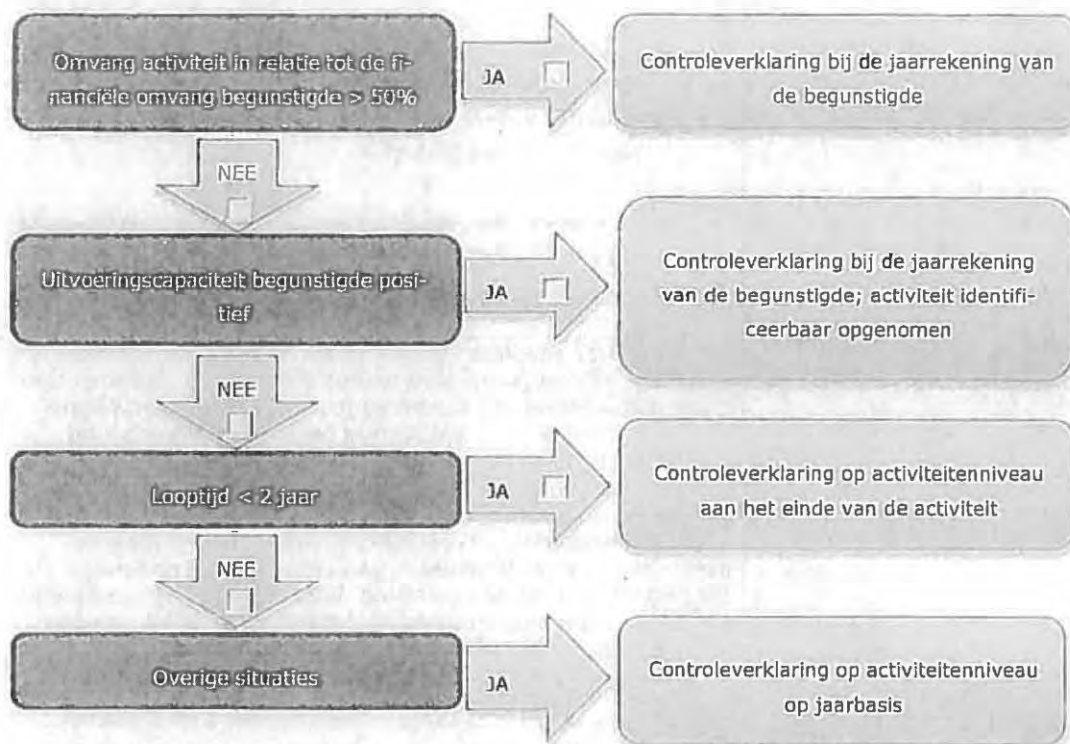 Omvang activiteit in relatie tot de fi-
nanciële omvang begunstigde > 50%
JA
Controleverklaring bij de jaarrekening van
de begunstigde
NEE
Uitvoeringscapaciteit begunstigde posi-
tief
JA
Controleverklaring bij de jaarrekening
van de begunstigde; activiteit identifi-
ceerbaar opgenomen
NEE
Looptijd < 2 jaar
JA
Controleverklaring op activiteitenniveau
aan het einde van de activiteit
NEE
Overige situaties
JA
Controleverklaring op activiteitenniveau
op jaarbasis